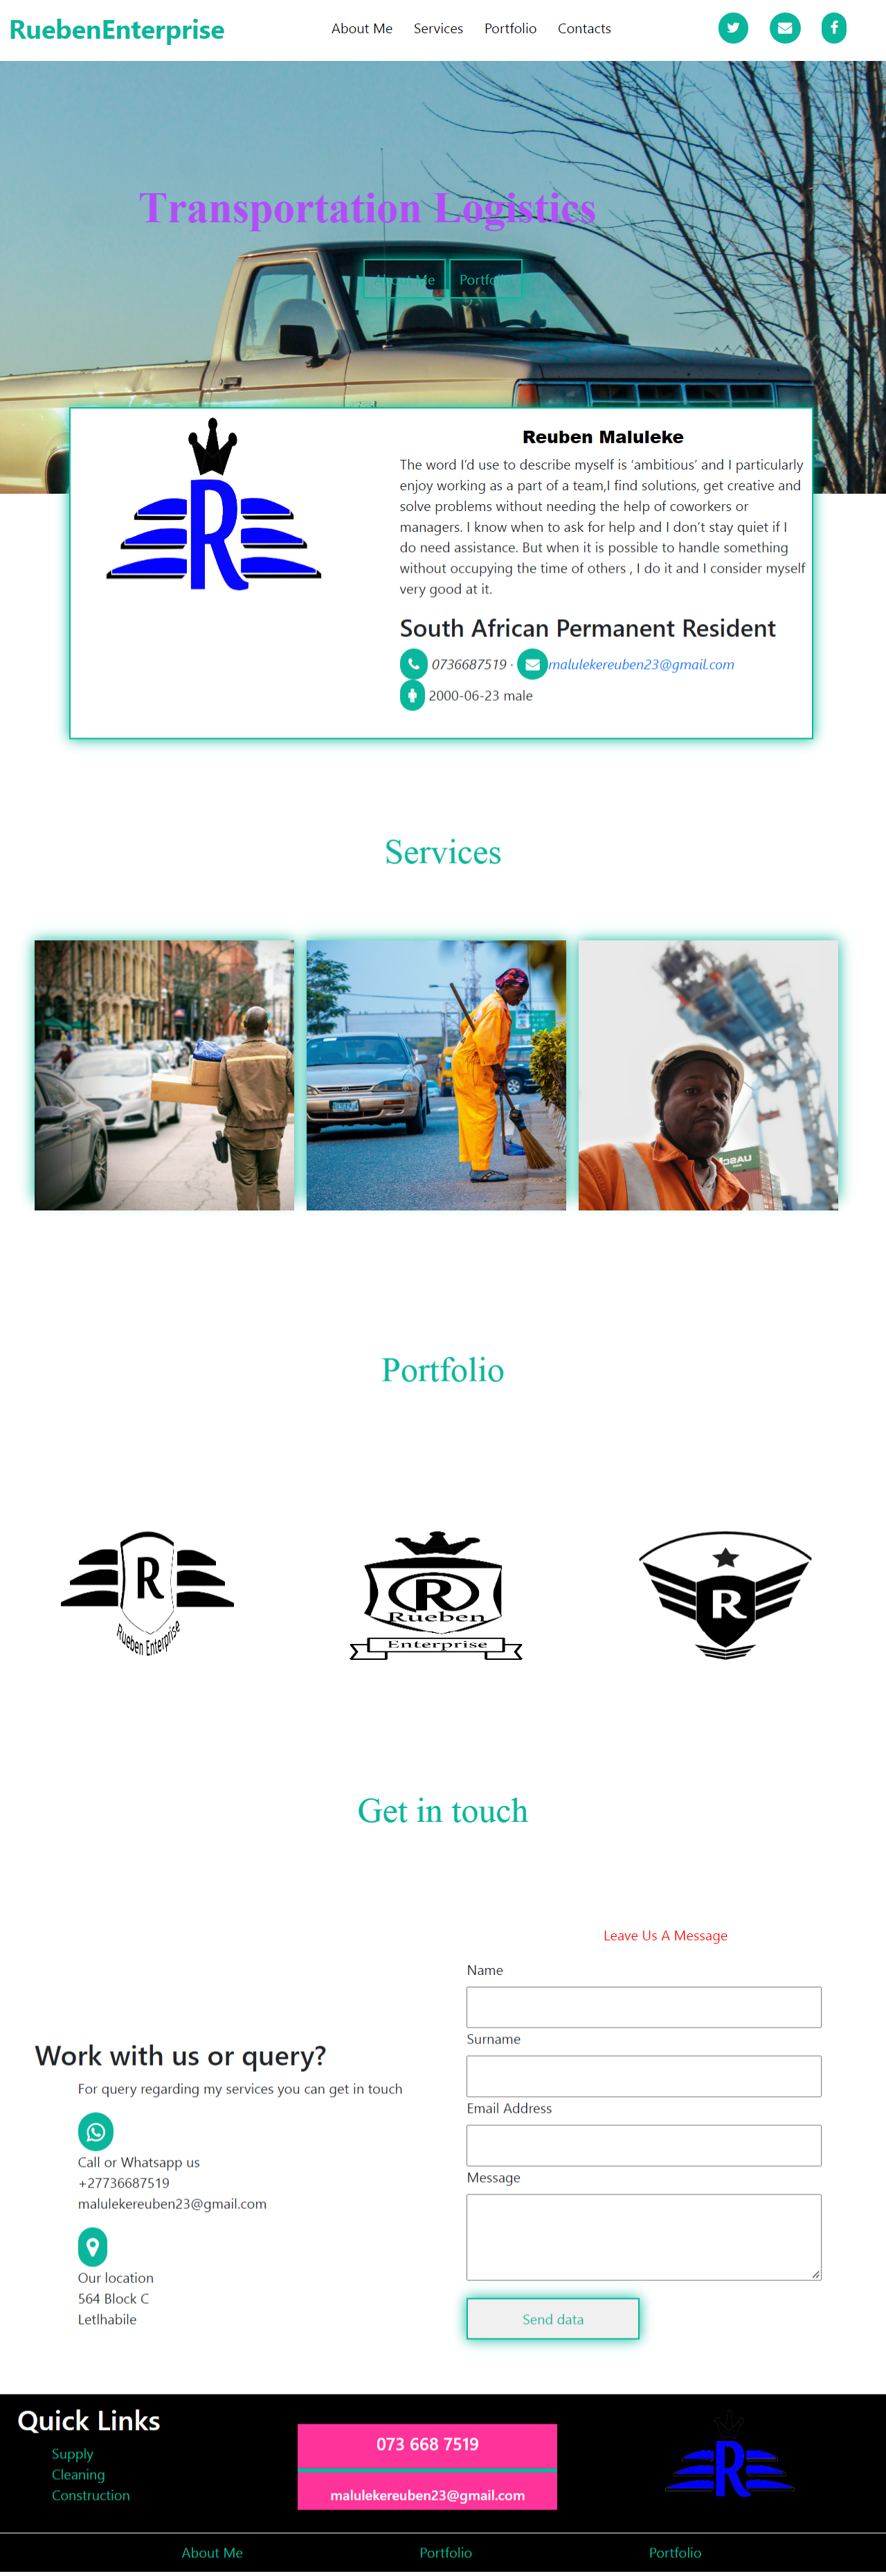 RuebenEnterprise
About Me Services Portfolio Contacts
Transportation Logistics
About Me Portfolio
R
Reuben Maluleke
The word I'd use to describe myself is 'ambitious' and I particularly
enjoy working as a part of a team,I find solutions, get creative and
solve problems without needing the help of coworkers or
managers. I know when to ask for help and I don't stay quiet if I
do need assistance. But when it is possible to handle something
without occupying the time of others , I do it and I consider myself
very good at it.
South African Permanent Resident
0736687519 · malulekereuben23@gmail.com
2000-06-23 male
Services
Portfolio
R
Rueben Enterprise
R
Rueben
Enterprise
R
Get in touch
Leave Us A Message
Name
Surname
Email Address
Message
Send data
Work with us or query?
For query regarding my services you can get in touch
Call or Whatsapp us
+27736687519
malulekereuben23@gmail.com
Our location
564 Block C
Letlhabile
Quick Links
Supply
Cleaning
Construction
073 668 7519
malulekereuben23@gmail.com
R
About Me Portfolio Portfolio